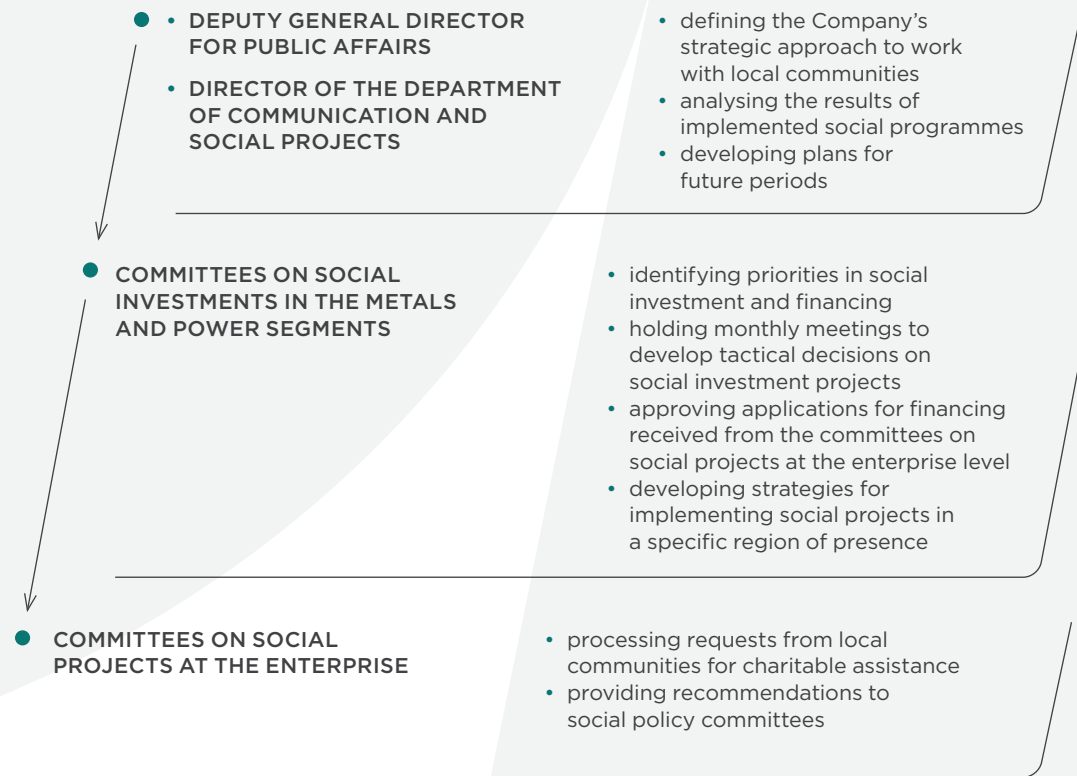 • DEPUTY GENERAL DIRECTOR
FOR PUBLIC AFFAIRS
• DIRECTOR OF THE DEPARTMENT
OF COMMUNICATION AND
SOCIAL PROJECTS
• defining the Company’s
strategic approach to work
with local communities
• analysing the results of
implemented social programmes
• developing plans for
future periods
COMMITTEES ON SOCIAL
INVESTMENTS IN THE METALS
AND POWER SEGMENTS
• identifying priorities in social
investment and financing
• holding monthly meetings to
develop tactical decisions on
social investment projects
• approving applications for financing
received from the committees on
social projects at the enterprise level
• developing strategies for
implementing social projects in
a specific region of presence
COMMITTEES ON SOCIAL
PROJECTS AT THE ENTERPRISE
• processing requests from local
communities for charitable assistance
• providing recommendations to
social policy committees